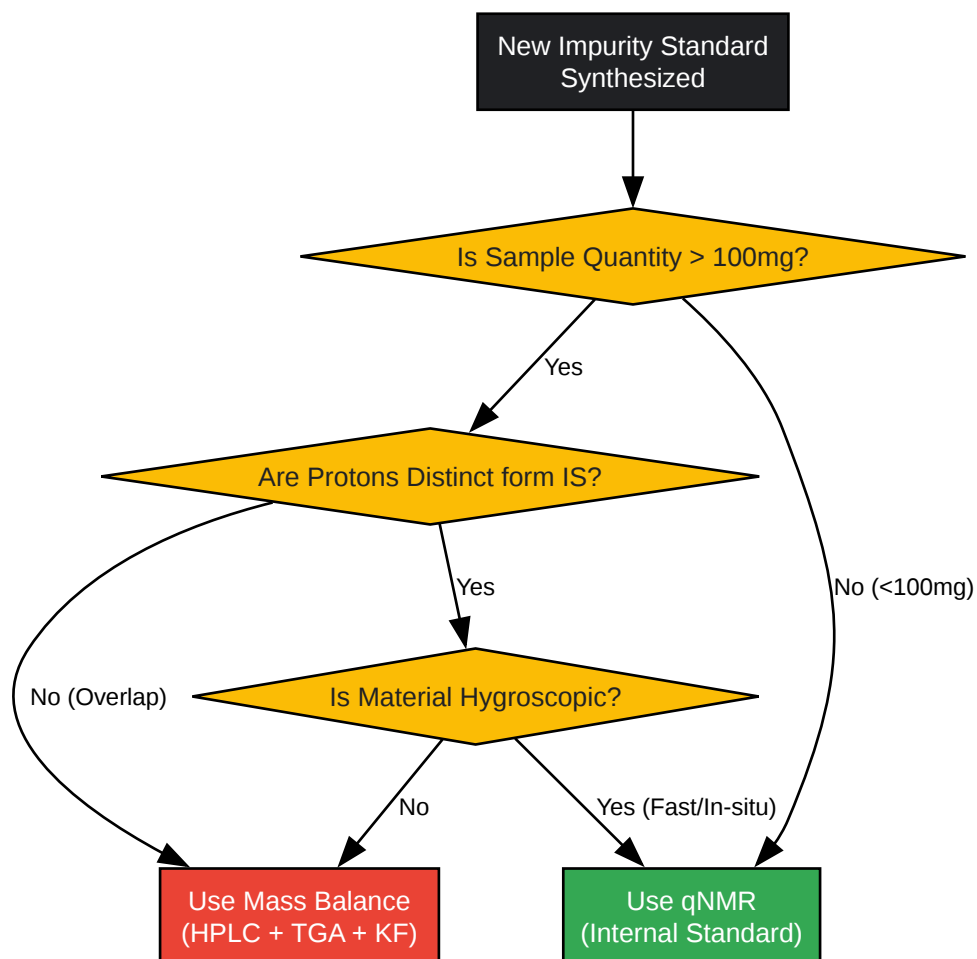 New Impurity Standard
Synthesized
Is Sample Quantity > 100mg?
Yes
Are Protons Distinct form IS?
No (<100mg)
Yes
Is Material Hygroscopic?
No (Overlap)
No
Yes (Fast/In-situ)
Use Mass Balance
(HPLC + TGA + KF)
Use qNMR
(Internal Standard)